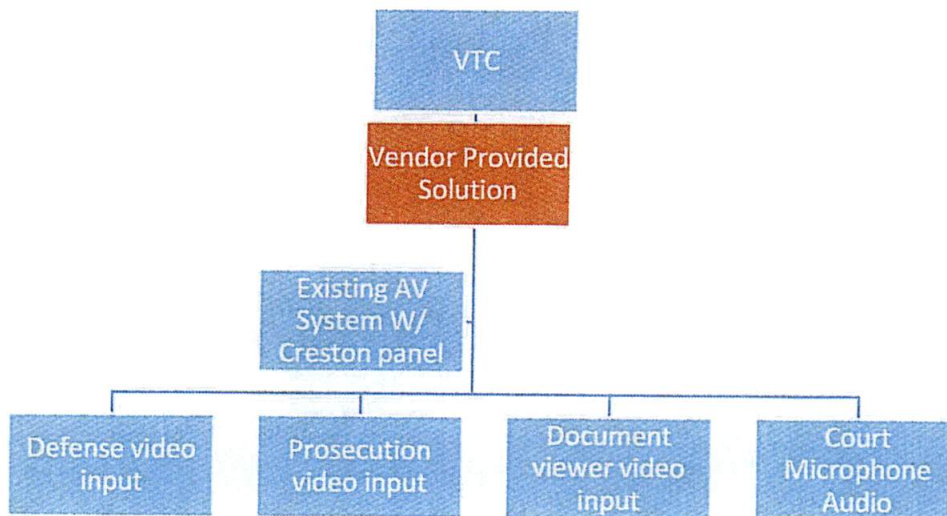 VTC
Vendor Provided
Solution
Existing AV
System W/
Creston panel
Defense video
input
Prosecution
video input
Document
viewer video
input
Court
Microphone
Audio